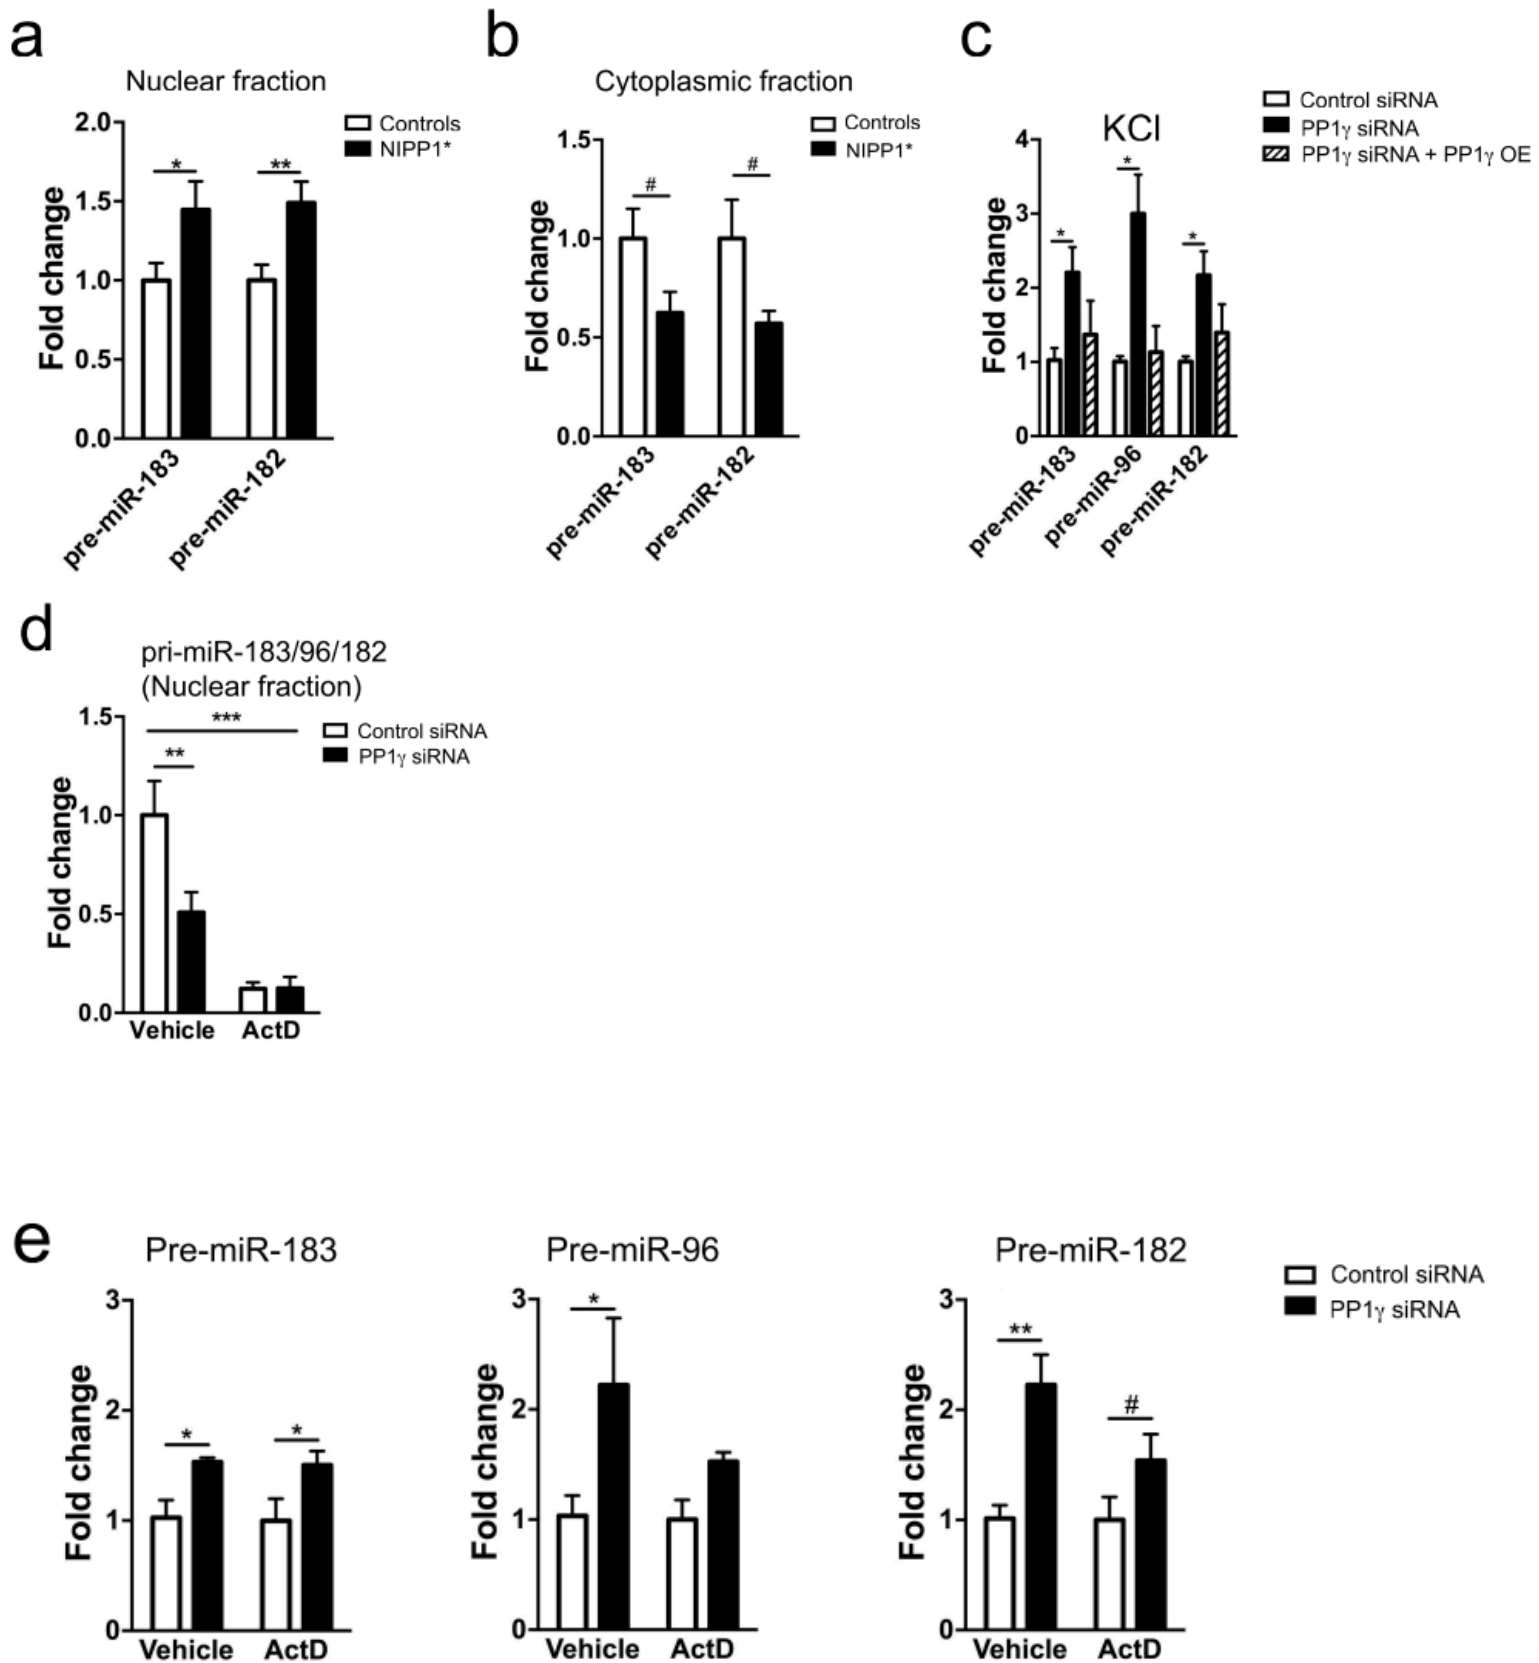 a
Nuclear fraction
Controls
NIPP1*
Fold change
2.0
1.5
1.0
0.5
0.0
*
**
pre-miR-183
pre-miR-182
b
Cytoplasmic fraction
Controls
NIPP1*
Fold change
1.5
1.0
0.5
0.0
#
#
pre-miR-183
pre-miR-182
c
KCl
Control siRNA
PP1γ siRNA
PP1γ siRNA + PP1γ OE
Fold change
4
3
2
1
0
*
*
*
pre-miR-183
pre-miR-96
pre-miR-182
d
pri-miR-183/96/182
(Nuclear fraction)
Control siRNA
PP1γ siRNA
Fold change
1.5
1.0
0.5
0.0
***
**
Vehicle
ActD
e
Pre-miR-183
Fold change
3
2
1
0
*
*
Vehicle
ActD
Pre-miR-96
Fold change
3
2
1
0
*
Vehicle
ActD
Pre-miR-182
Fold change
3
2
1
0
**
#
Vehicle
ActD
Control siRNA
PP1γ siRNA